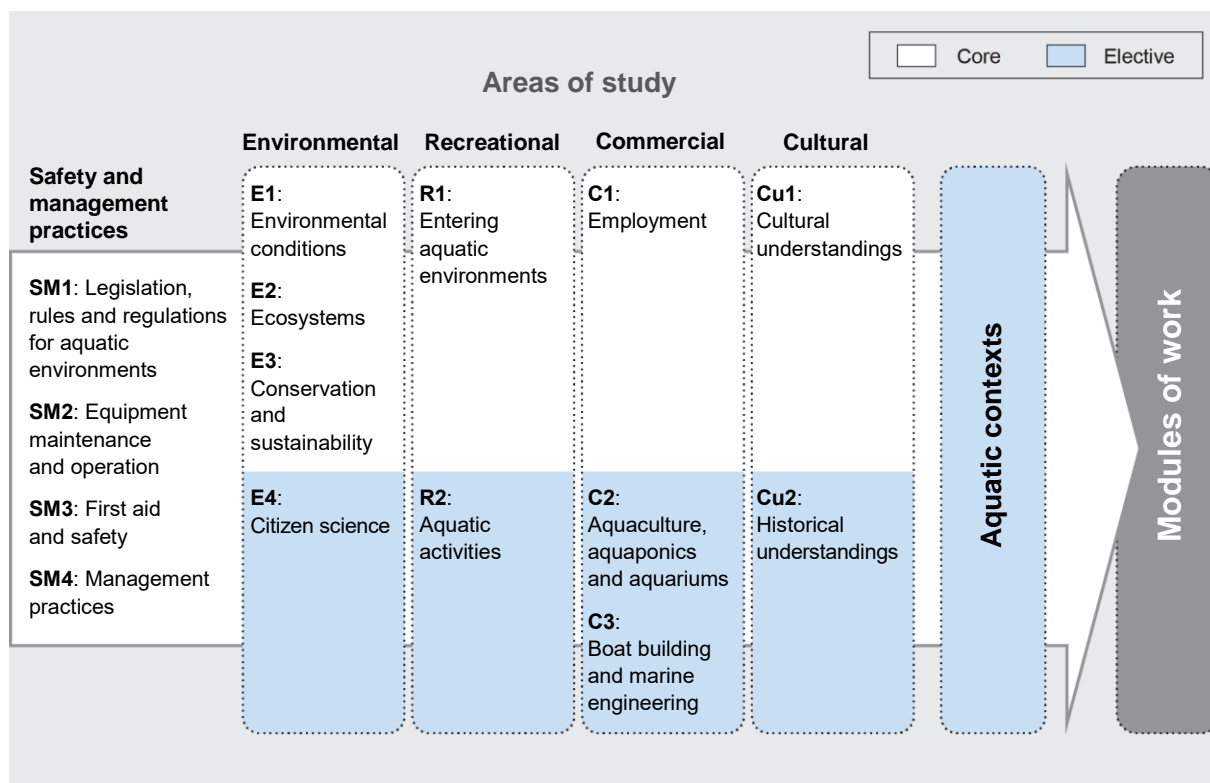 Core
Elective
Areas of study
Safety and
management
practices
SM1: Legislation,
rules and regulations
for aquatic
environments
SM2: Equipment
maintenance
and operation
SM3: First aid
and safety
SM4: Management
practices
Environmental
E1:
Environmental
conditions
E2:
Ecosystems
E3:
Conservation
and
sustainability
E4:
Citizen science
Recreational
R1:
Entering
aquatic
environments
R2:
Aquatic
activities
Commercial
C1:
Employment
C2:
Aquaculture,
aquaponics
and aquariums
C3:
Boat building
and marine
engineering
Cultural
Cu1:
Cultural
understandings
Cu2:
Historical
understandings
Aquatic contexts
Modules of work